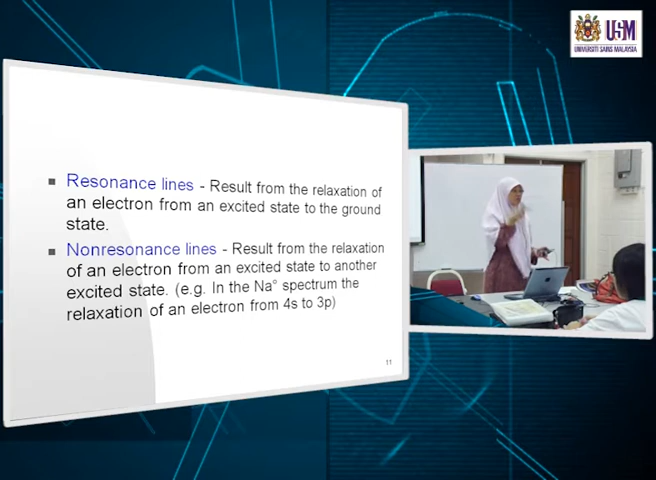 USM
UNIVERSITI SAINS MALAYSIA
▪ Resonance lines - Result from the relaxation of
an electron from an excited state to the ground
state.
▪ Nonresonance lines - Result from the relaxation
of an electron from an excited state to another
excited state. (e.g. In the Na° spectrum the
relaxation of an electron from 4s to 3p)
11